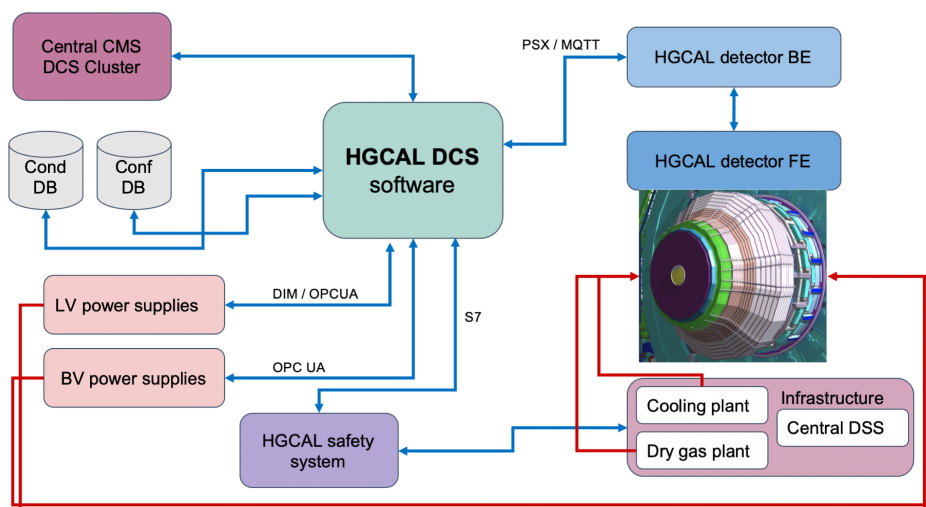 Central CMS
DCS Cluster
PSX / MQTT
HGCAL detector BE
Cond
DB
Conf
DB
HGCAL DCS
software
HGCAL detector FE
LV power supplies
DIM / OPCUA
S7
BV power supplies
OPC UA
HGCAL safety
system
Infrastructure
Cooling plant
Central DSS
Dry gas plant